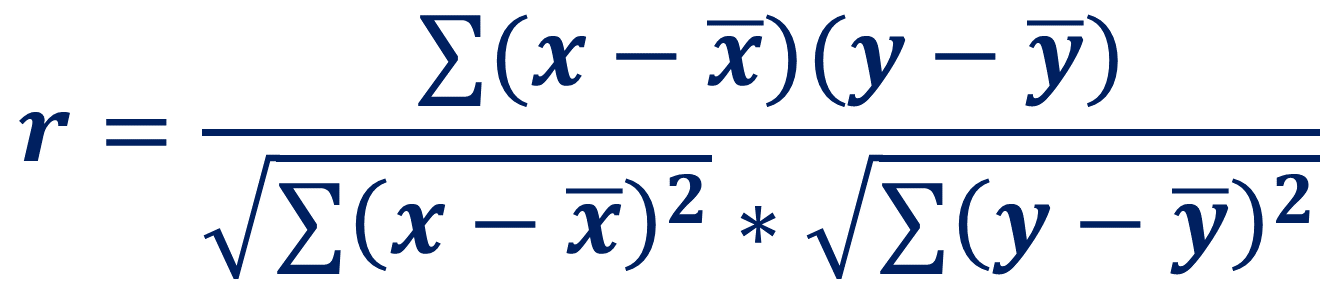 r = ∑(x − x̅)(y − y̅) / √∑(x − x̅)² * √∑(y − y̅)²